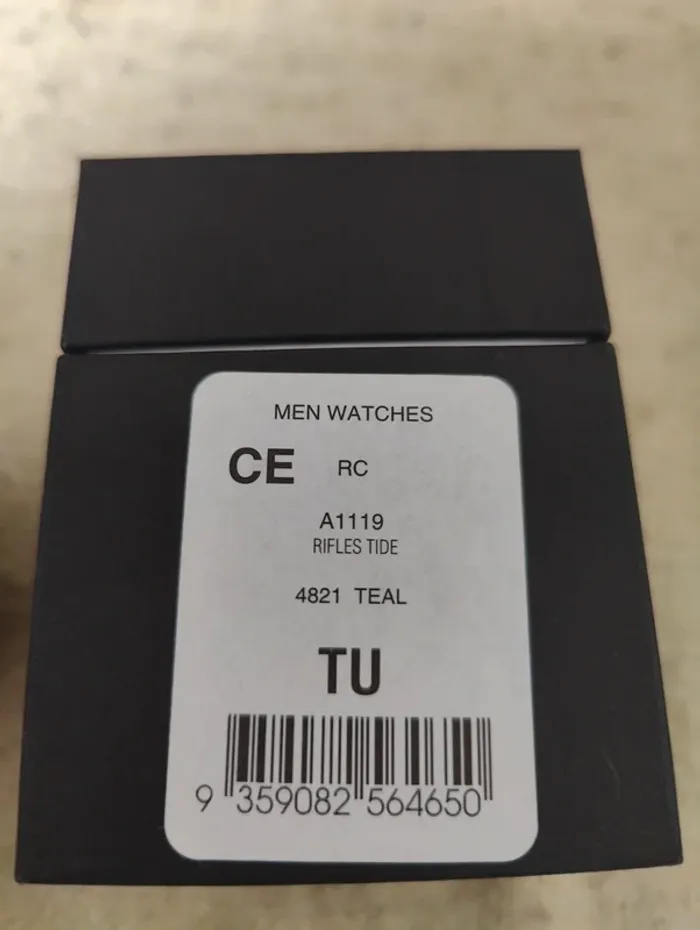 MEN WATCHES
CE RC
A1119
RIFLES TIDE
4821 TEAL
TU
9 359082 564650